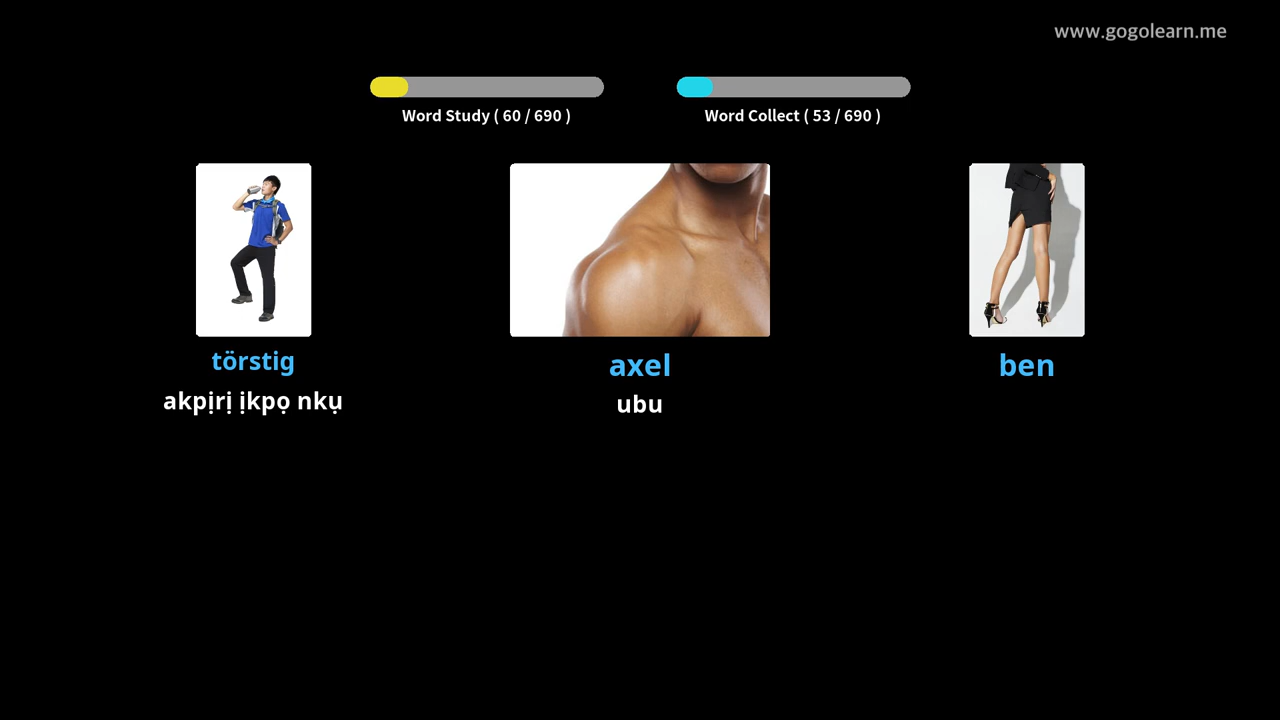 www.gogolearn.me
Word Study ( 60 / 690 )
Word Collect ( 53 / 690 )
törstig
akpịrị ịkpọ nkụ
axel
ubu
ben